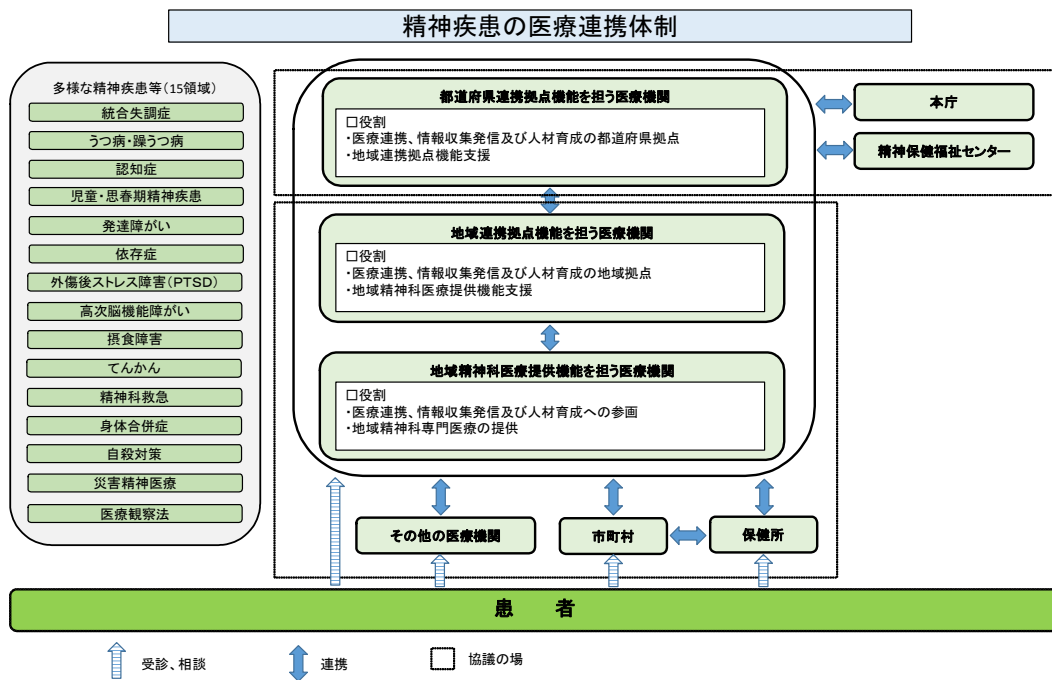 精神疾患の医療連携体制
多様な精神疾患等(15領域)
統合失調症
うつ病・躁うつ病
認知症
児童・思春期精神疾患
発達障がい
依存症
外傷後ストレス障害(PTSD)
高次脳機能障がい
摂食障害
てんかん
精神科救急
身体合併症
自殺対策
災害精神医療
医療観察法
都道府県連携拠点機能を担う医療機関
□役割
・医療連携、情報収集発信及び人材育成の都道府県拠点
・地域連携拠点機能支援
本庁
精神保健福祉センター
地域連携拠点機能を担う医療機関
□役割
・医療連携、情報収集発信及び人材育成の地域拠点
・地域精神科医療提供機能支援
地域精神科医療提供機能を担う医療機関
□役割
・医療連携、情報収集発信及び人材育成への参画
・地域精神科専門医療の提供
その他の医療機関
市町村
保健所
患　者
受診、相談
連携
協議の場